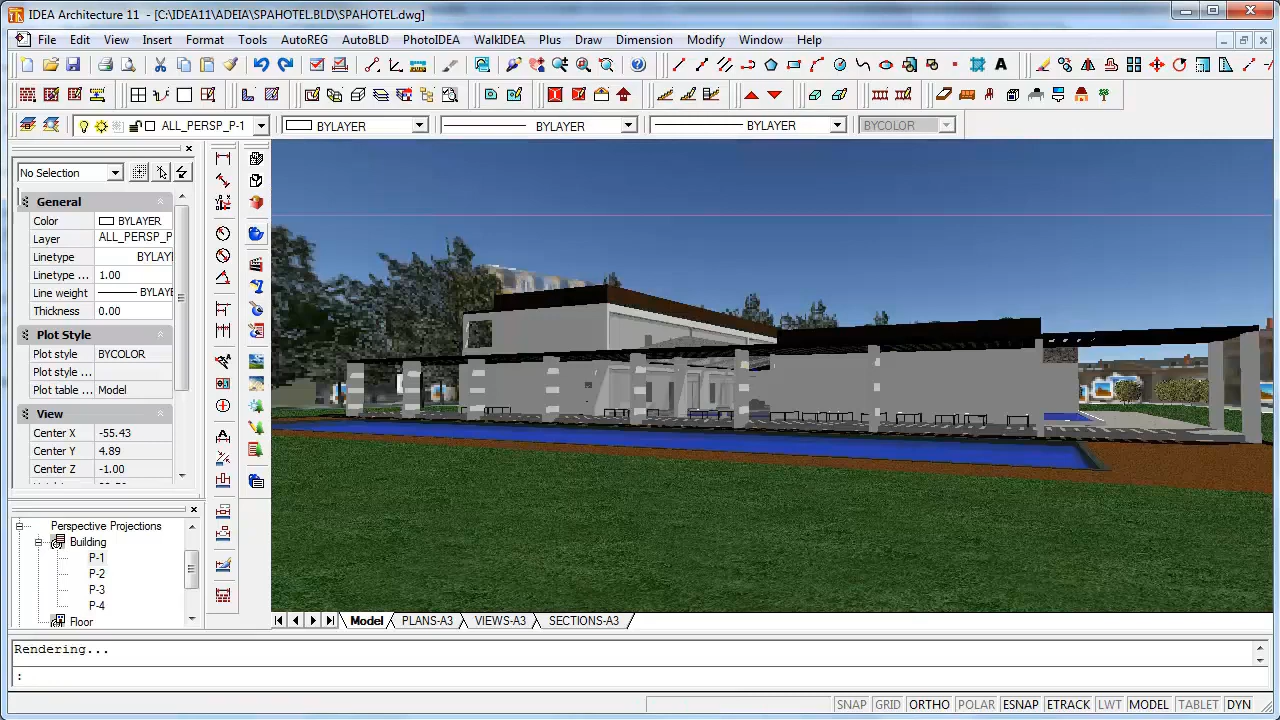 IDEA Architecture 11 - [C:\IDEA11\ADEIA\SPAHOTEL.BLD\SPAHOTEL.dwg]
File Edit View Insert Format Tools AutoREG AutoBLD PhotoIDEA WalkIDEA Plus Draw Dimension Modify Window Help
ALL_PERSP_P-1 BYLAYER BYLAYER BYLAYER BYCOLOR
No Selection
General
Color BYLAYER
Layer ALL_PERSP_P
Linetype BYLAY
Linetype ... 1.00
Line weight BYLAYE
Thickness 0.00
Plot Style
Plot style BYCOLOR
Plot style ...
Plot table... Model
View
Center X -55.43
Center Y 4.89
Center Z -1.00
Perspective Projections
Building
P-1
P-2
P-3
P-4
Floor
Model PLANS-A3 VIEWS-A3 SECTIONS-A3
Rendering...
:
SNAP GRID ORTHO POLAR ESNAP ETRACK LWT MODEL TABLET DYN